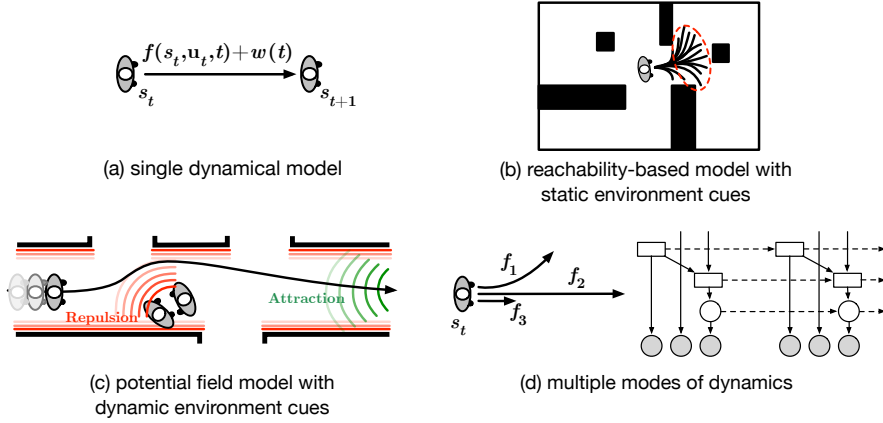 f(s_t,u_t,t)+w(t)
s_t
s_{t+1}
(a) single dynamical model
(b) reachability-based model with
static environment cues
Repulsion
Attraction
(c) potential field model with
dynamic environment cues
f_1
f_2
f_3
s_t
(d) multiple modes of dynamics